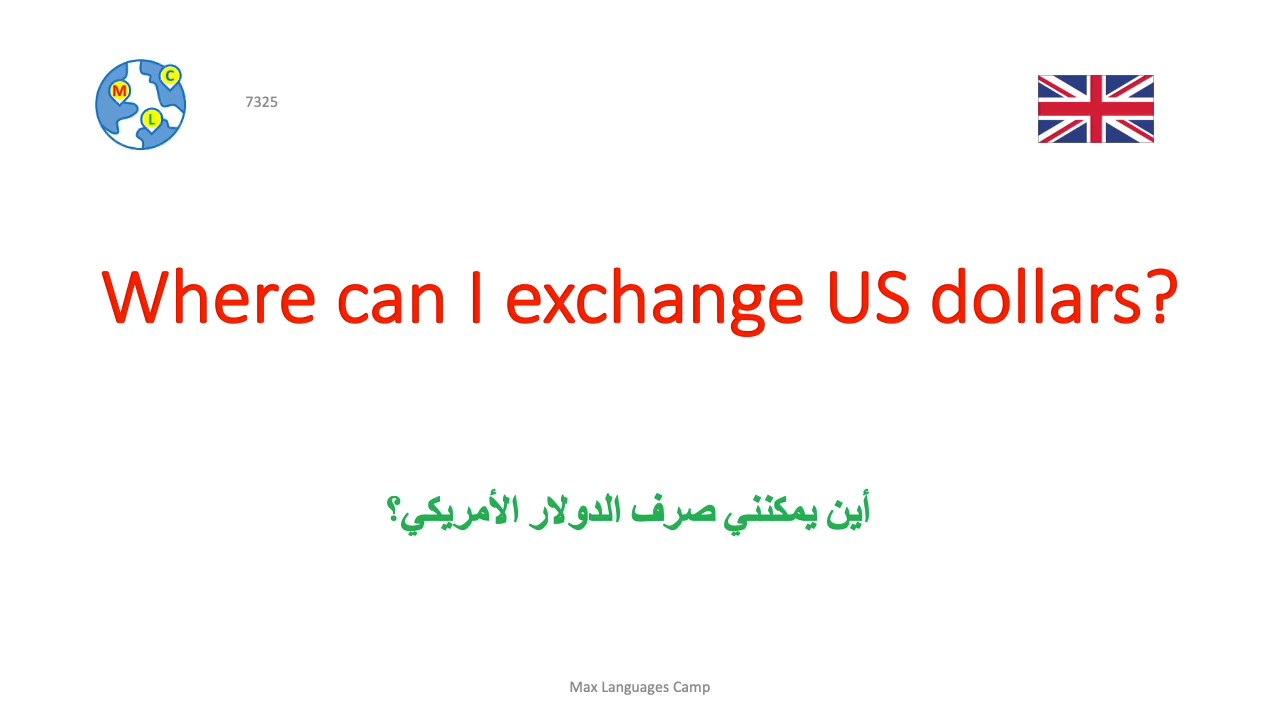 M
C
L
7325
Where can I exchange US dollars?
أين يمكنني صرف الدولار الأمريكي؟
Max Languages Camp